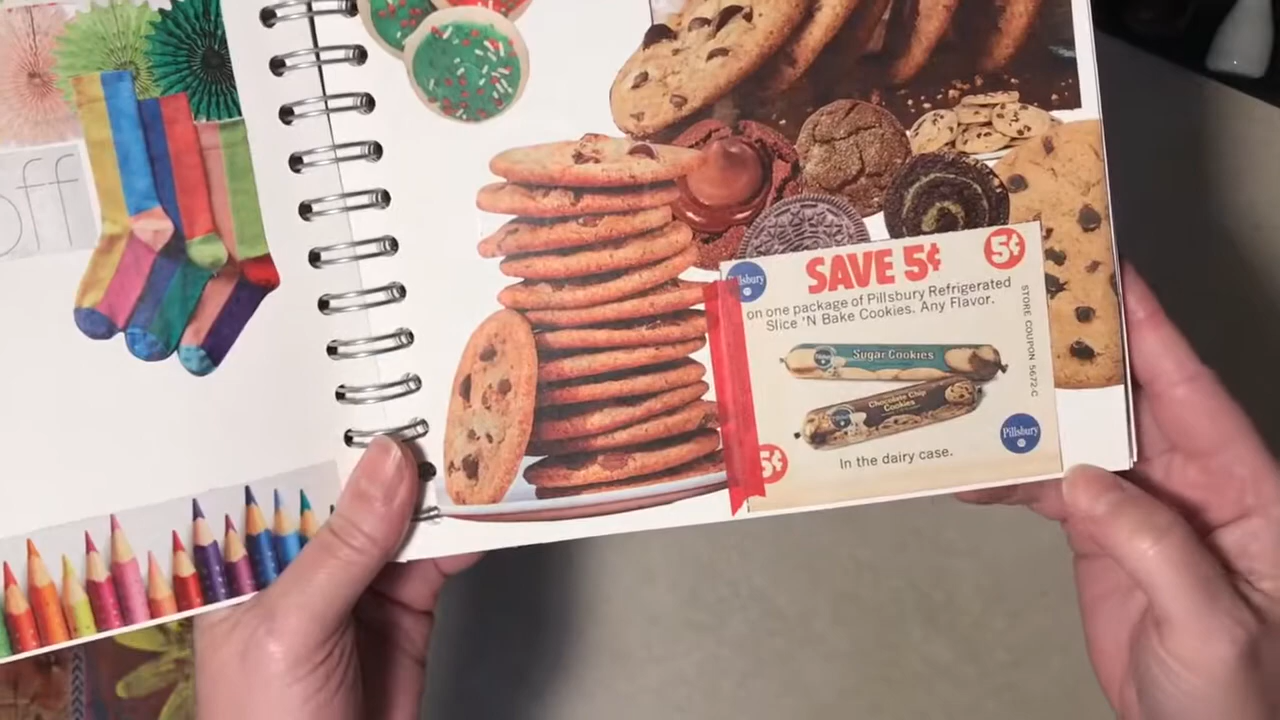 off
Pillsbury
SAVE 5¢
5¢
on one package of Pillsbury Refrigerated
Slice 'N Bake Cookies. Any Flavor.
STORE COUPON 5672-C
Sugar Cookies
Chocolate Chip
Cookies
Pillsbury
5¢
In the dairy case.